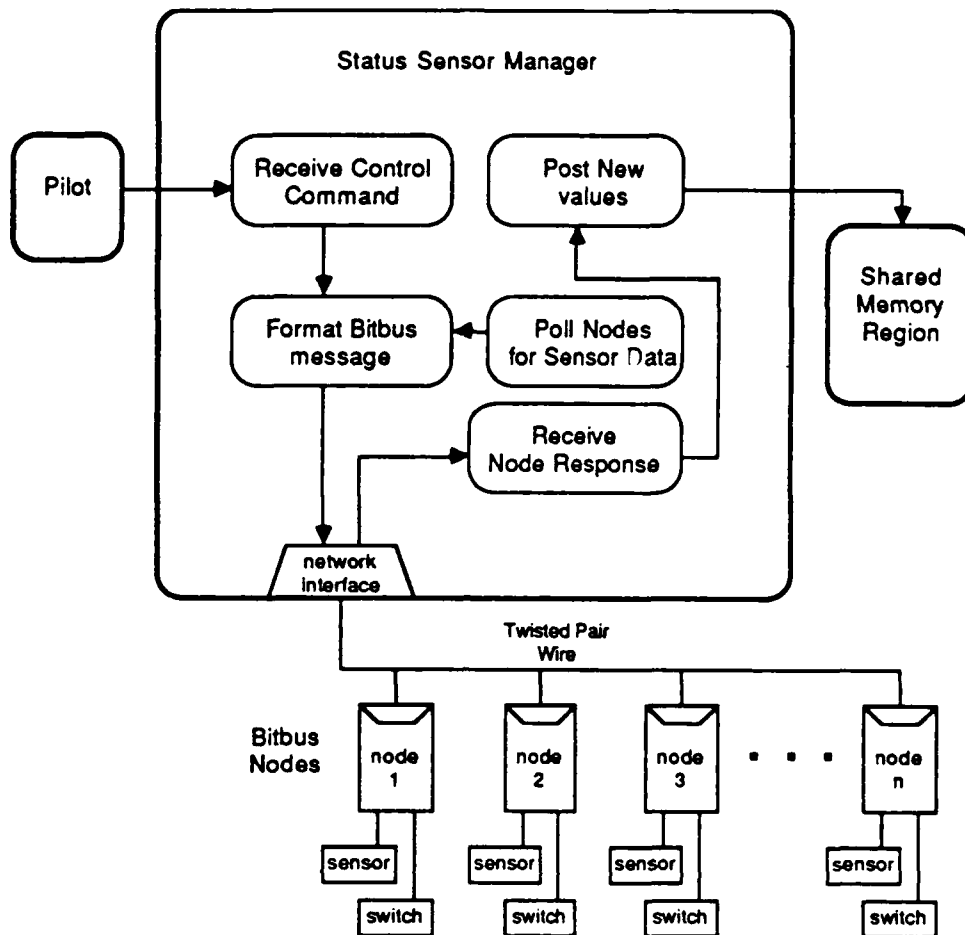 Status Sensor Manager
Pilot
Receive Control
Command
Post New
values
Shared
Memory
Region
Format Bitbus
message
Poll Nodes
for Sensor Data
Receive
Node Response
network
interface
Twisted Pair
Wire
Bitbus
Nodes
node
1
node
2
node
3
node
n
sensor
sensor
sensor
sensor
switch
switch
switch
switch